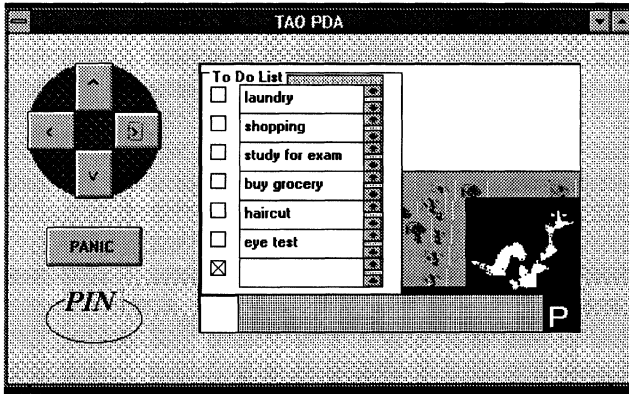 TAO PDA
To Do List
laundry
shopping
study for exam
buy grocery
haircut
eye test
PANIC
PIN
P